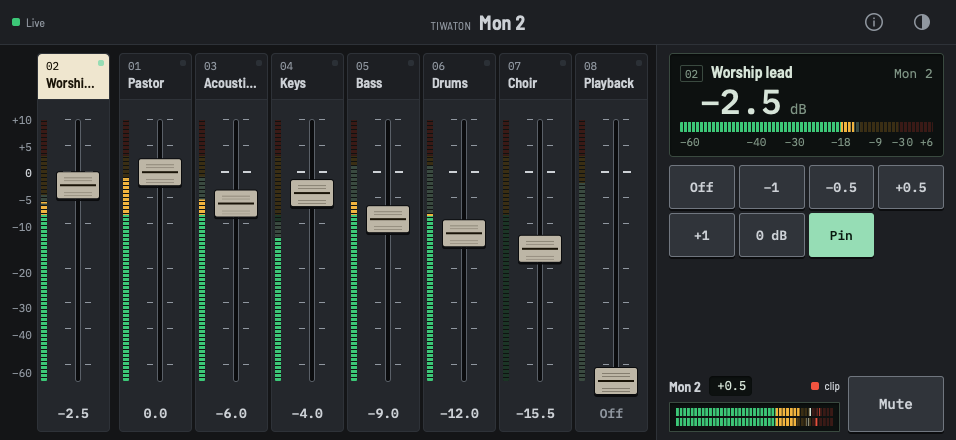 Live
TIWATON Mon 2
02 Worshi...
01 Pastor
03 Acousti...
04 Keys
05 Bass
06 Drums
07 Choir
08 Playback
+10
+5
0
−5
−10
−20
−30
−40
−60
−2.5
0.0
−6.0
−4.0
−9.0
−12.0
−15.5
Off
02 Worship lead Mon 2
−2.5 dB
−60 −40 −30 −18 −9 −3 0 +6
Off −1 −0.5 +0.5
+1 0 dB Pin
Mon 2 +0.5 clip
Mute